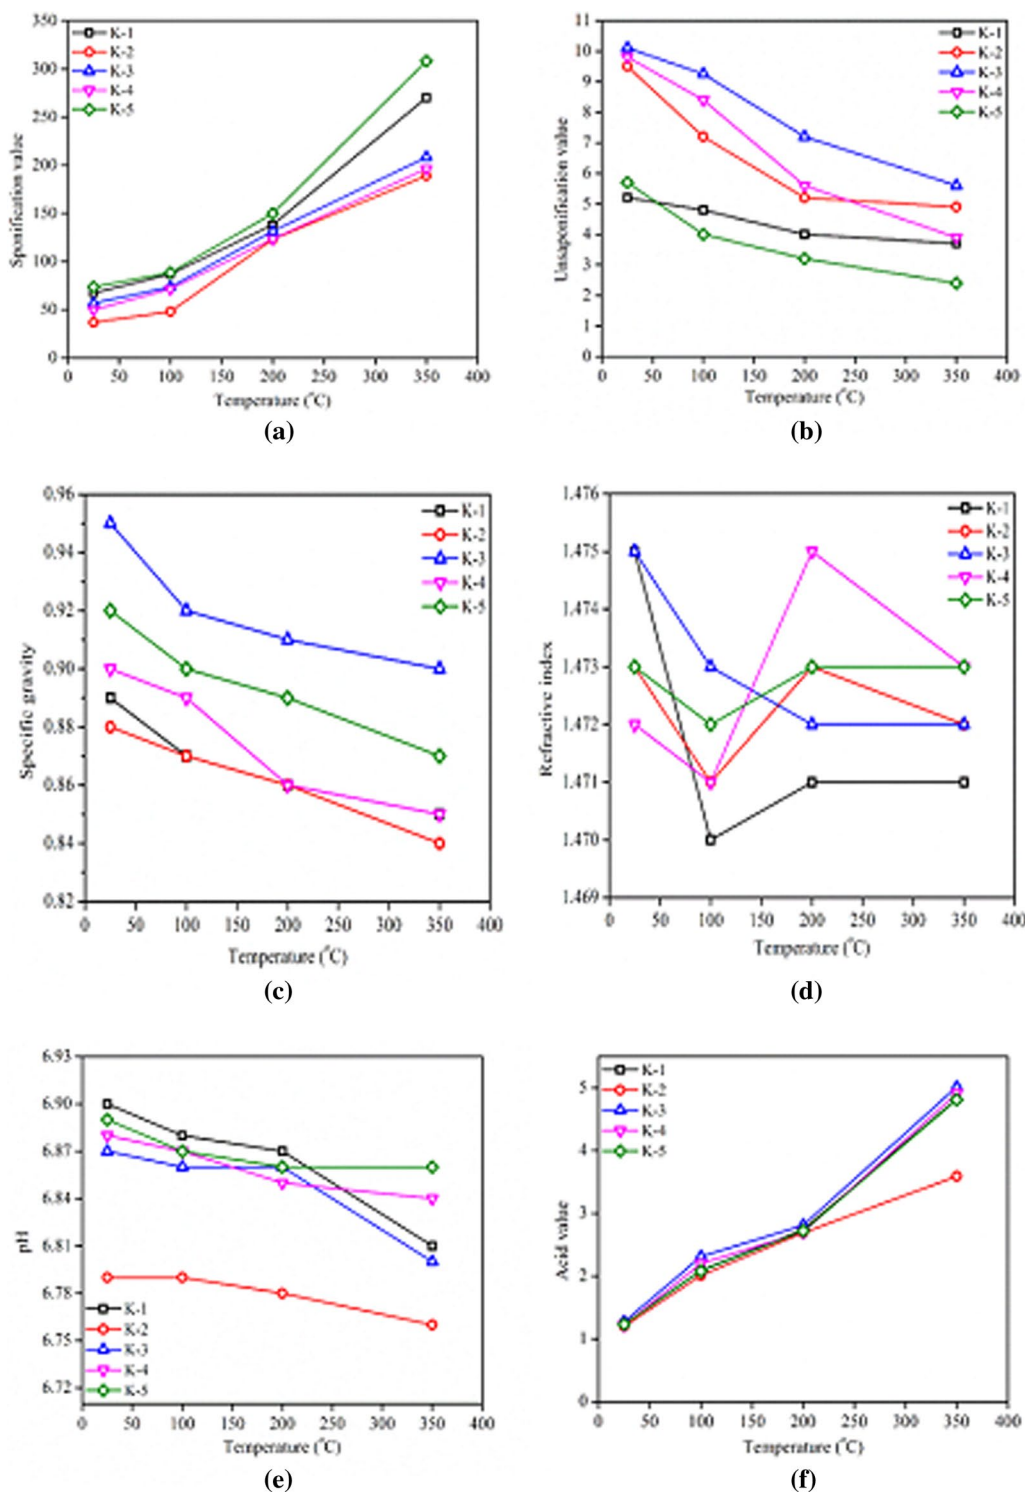 350
300
250
200
150
100
50
0
Sponification value
K-1
K-2
K-3
K-4
K-5
0 50 100 150 200 250 300 350 400
Temperature (°C)
(a)
11
10
9
8
7
6
5
4
3
2
1
0
Unsaponification value
K-1
K-2
K-3
K-4
K-5
0 50 100 150 200 250 300 350 400
Temperature (°C)
(b)
0.96
0.94
0.92
0.90
0.88
0.86
0.84
0.82
Specific gravity
K-1
K-2
K-3
K-4
K-5
0 50 100 150 200 250 300 350 400
Temperature (°C)
(c)
1.476
1.475
1.474
1.473
1.472
1.471
1.470
1.469
Refractive index
K-1
K-2
K-3
K-4
K-5
0 50 100 150 200 250 300 350 400
Temperature (°C)
(d)
6.93
6.90
6.87
6.84
6.81
6.78
6.75
6.72
pH
K-1
K-2
K-3
K-4
K-5
0 50 100 150 200 250 300 350 400
Temperature (°C)
(e)
5
4
3
2
1
0
Acid value
K-1
K-2
K-3
K-4
K-5
0 50 100 150 200 250 300 350 400
Temperature (°C)
(f)